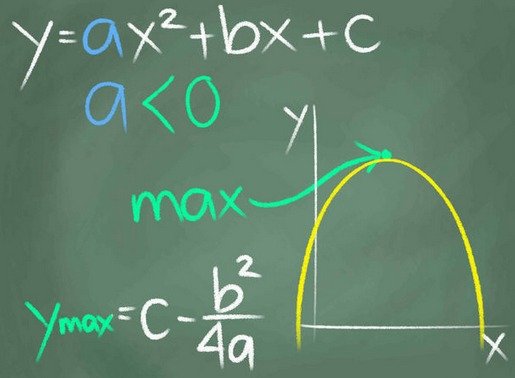 y=ax²+bx+c
a<0
y
max
ymax=c-b²/4a
x